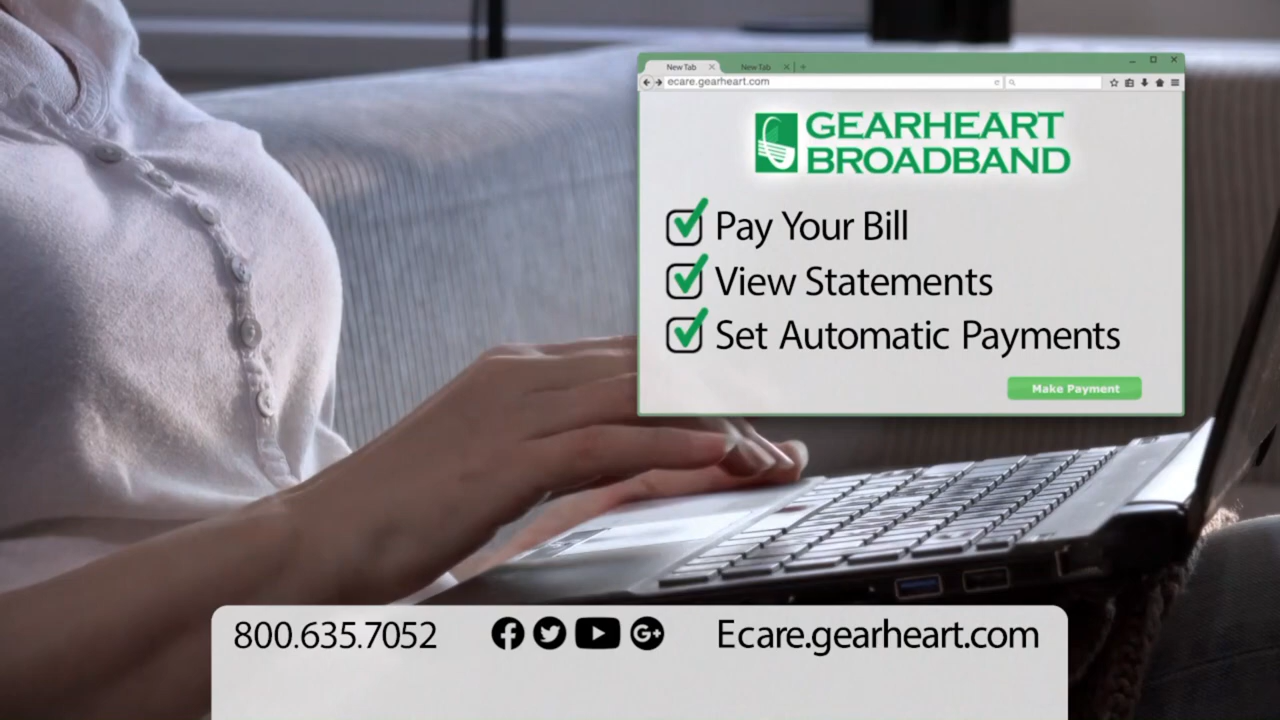 New Tab New Tab
ecare.gearheart.com
GEARHEART
BROADBAND
Pay Your Bill
View Statements
Set Automatic Payments
Make Payment
800.635.7052 Ecare.gearheart.com